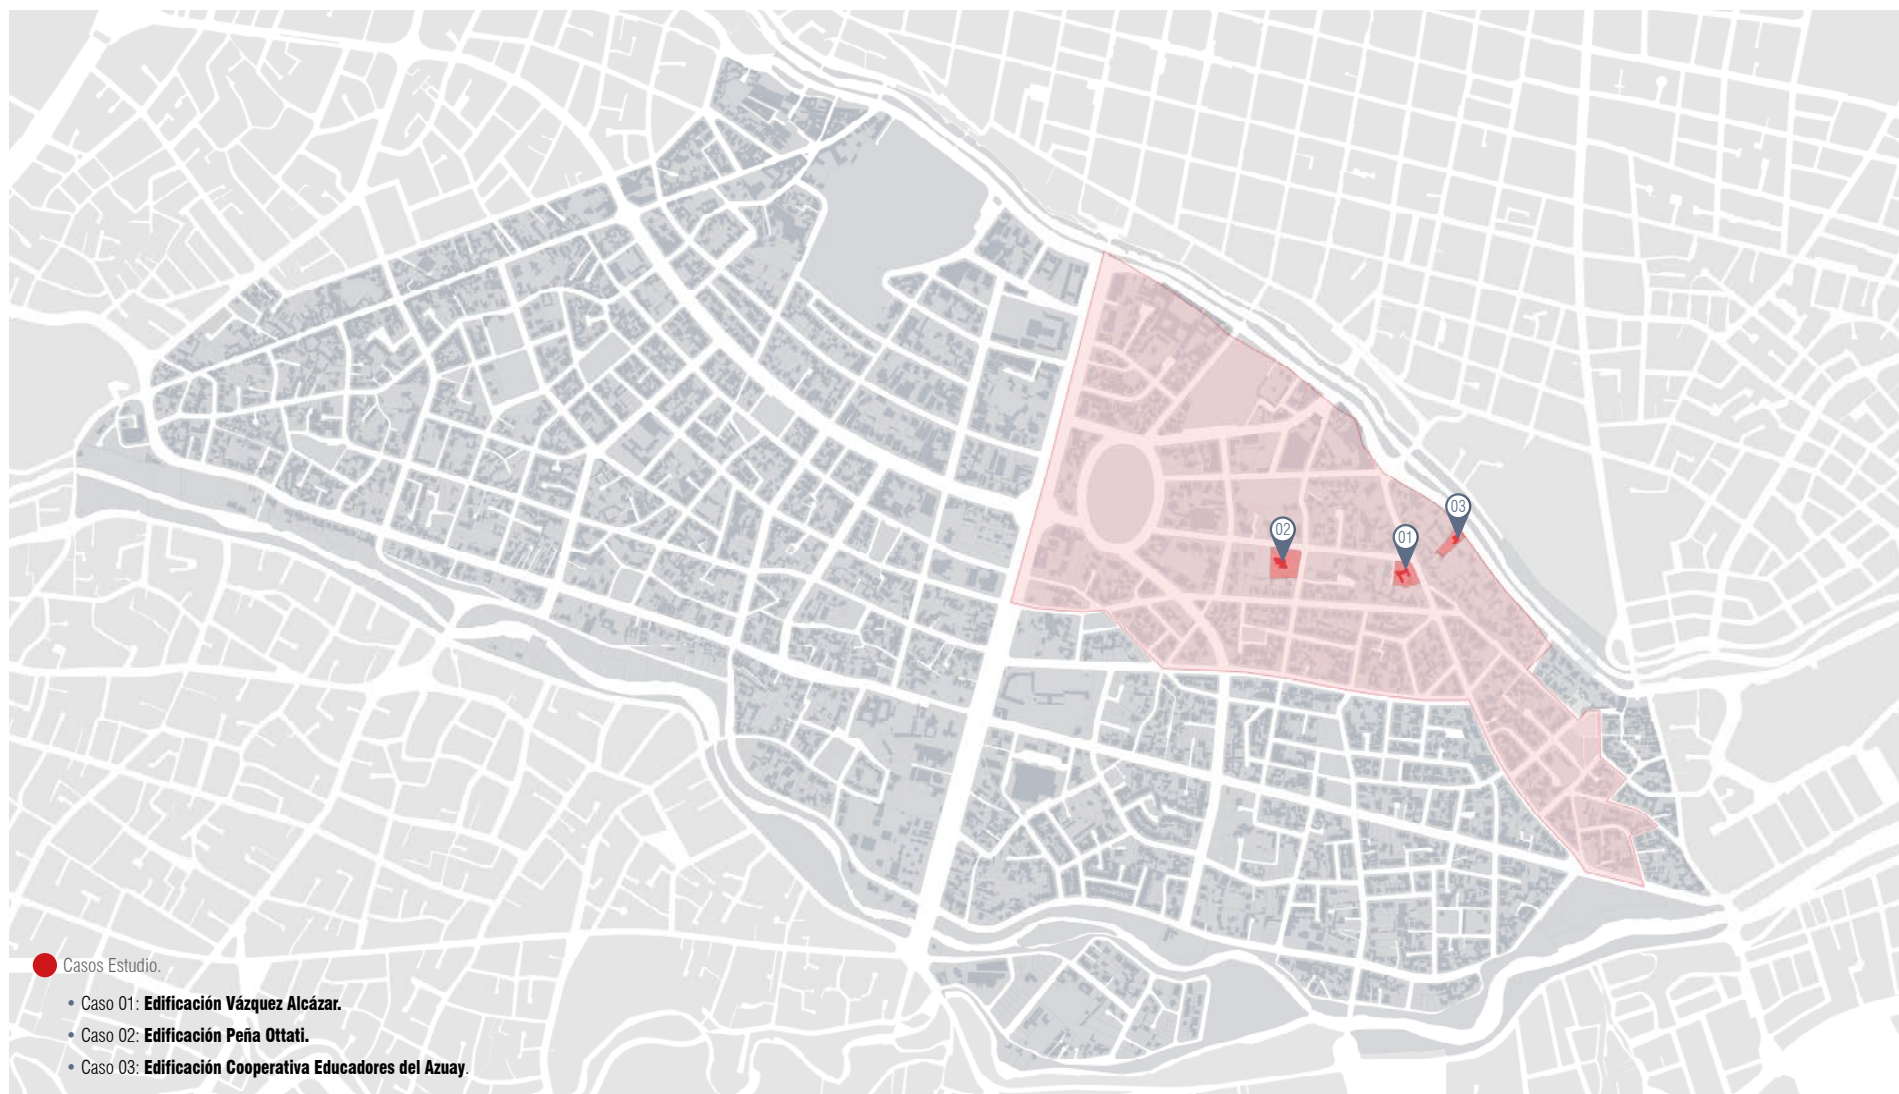 03
02
01
Casos Estudio.
• Caso 01: Edificación Vázquez Alcázar.
• Caso 02: Edificación Peña Ottati.
• Caso 03: Edificación Cooperativa Educadores del Azuay.